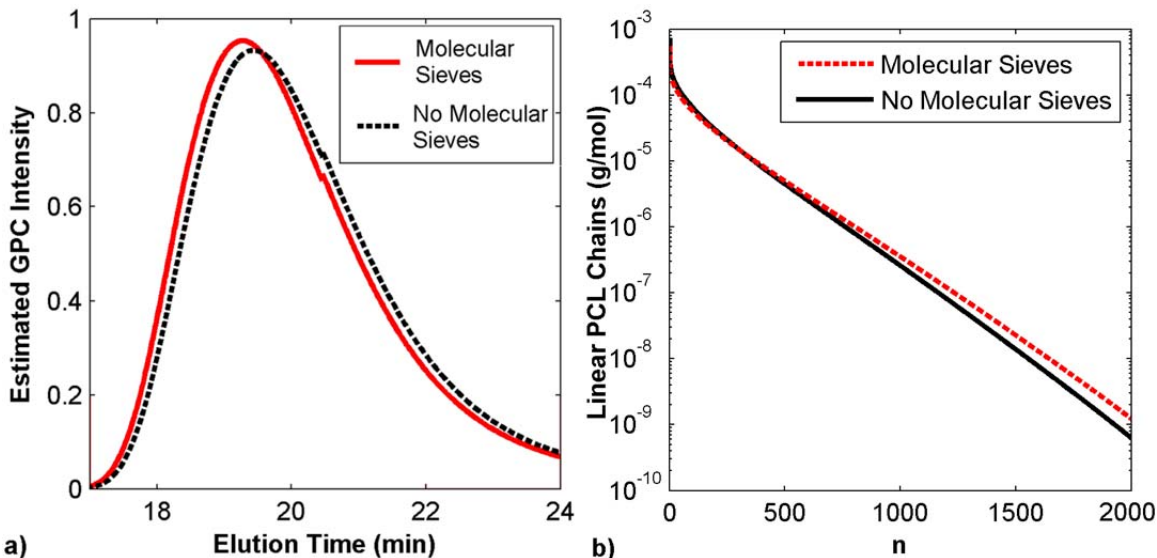 1
0.8
0.6
0.4
0.2
0
18
20
22
24
Estimated GPC Intensity
Elution Time (min)
Molecular
Sieves
No Molecular
Sieves
a)
10⁻³
10⁻⁴
10⁻⁵
10⁻⁶
10⁻⁷
10⁻⁸
10⁻⁹
10⁻¹⁰
0
500
1000
1500
2000
Linear PCL Chains (g/mol)
n
Molecular Sieves
No Molecular Sieves
b)